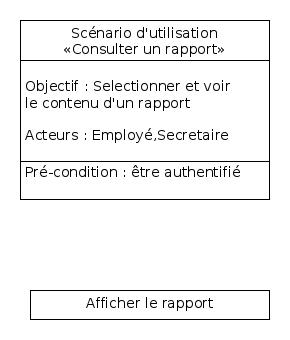 Scénario d'utilisation
«Consulter un rapport»
Objectif : Selectionner et voir
le contenu d'un rapport
Acteurs : Employé,Secretaire
Pré-condition : être authentifié
Afficher le rapport